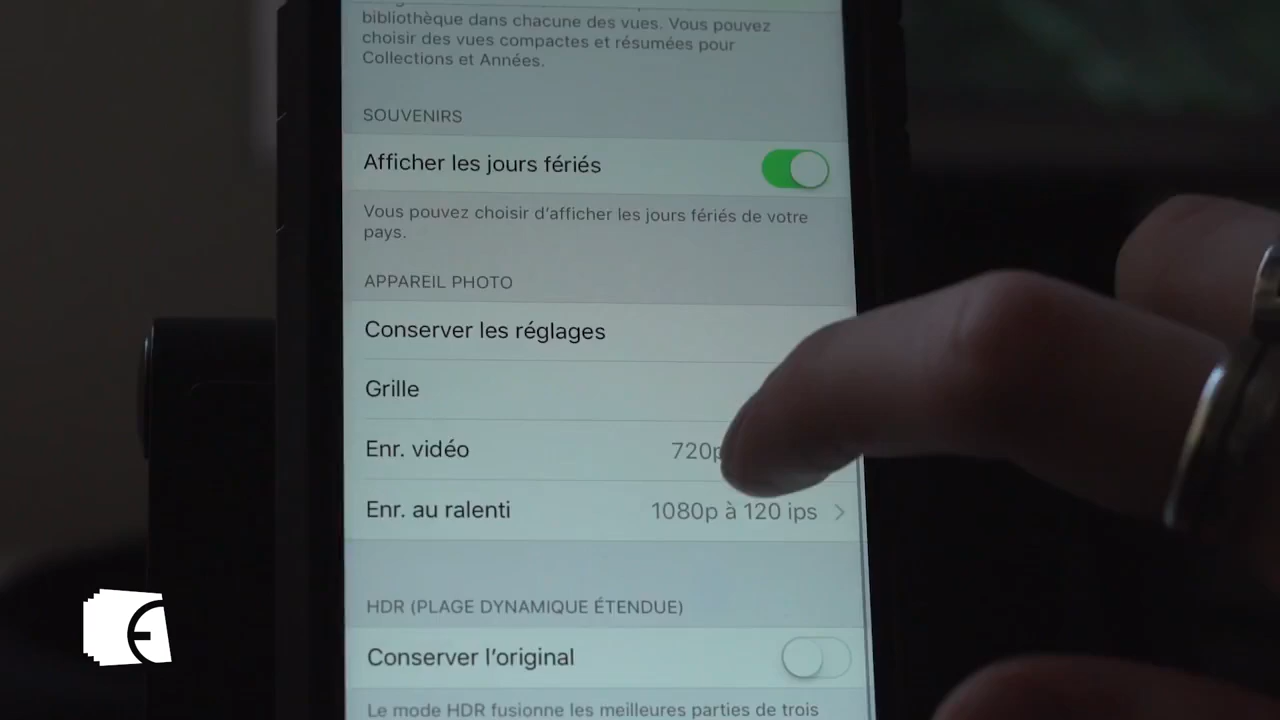 bibliothèque dans chacune des vues. Vous pouvez
choisir des vues compactes et résumées pour
Collections et Années.
SOUVENIRS
Afficher les jours fériés
Vous pouvez choisir d'afficher les jours fériés de votre
pays.
APPAREIL PHOTO
Conserver les réglages
Grille
Enr. vidéo 720p
Enr. au ralenti 1080p à 120 ips
HDR (PLAGE DYNAMIQUE ÉTENDUE)
Conserver l'original
Le mode HDR fusionne les meilleures parties de trois